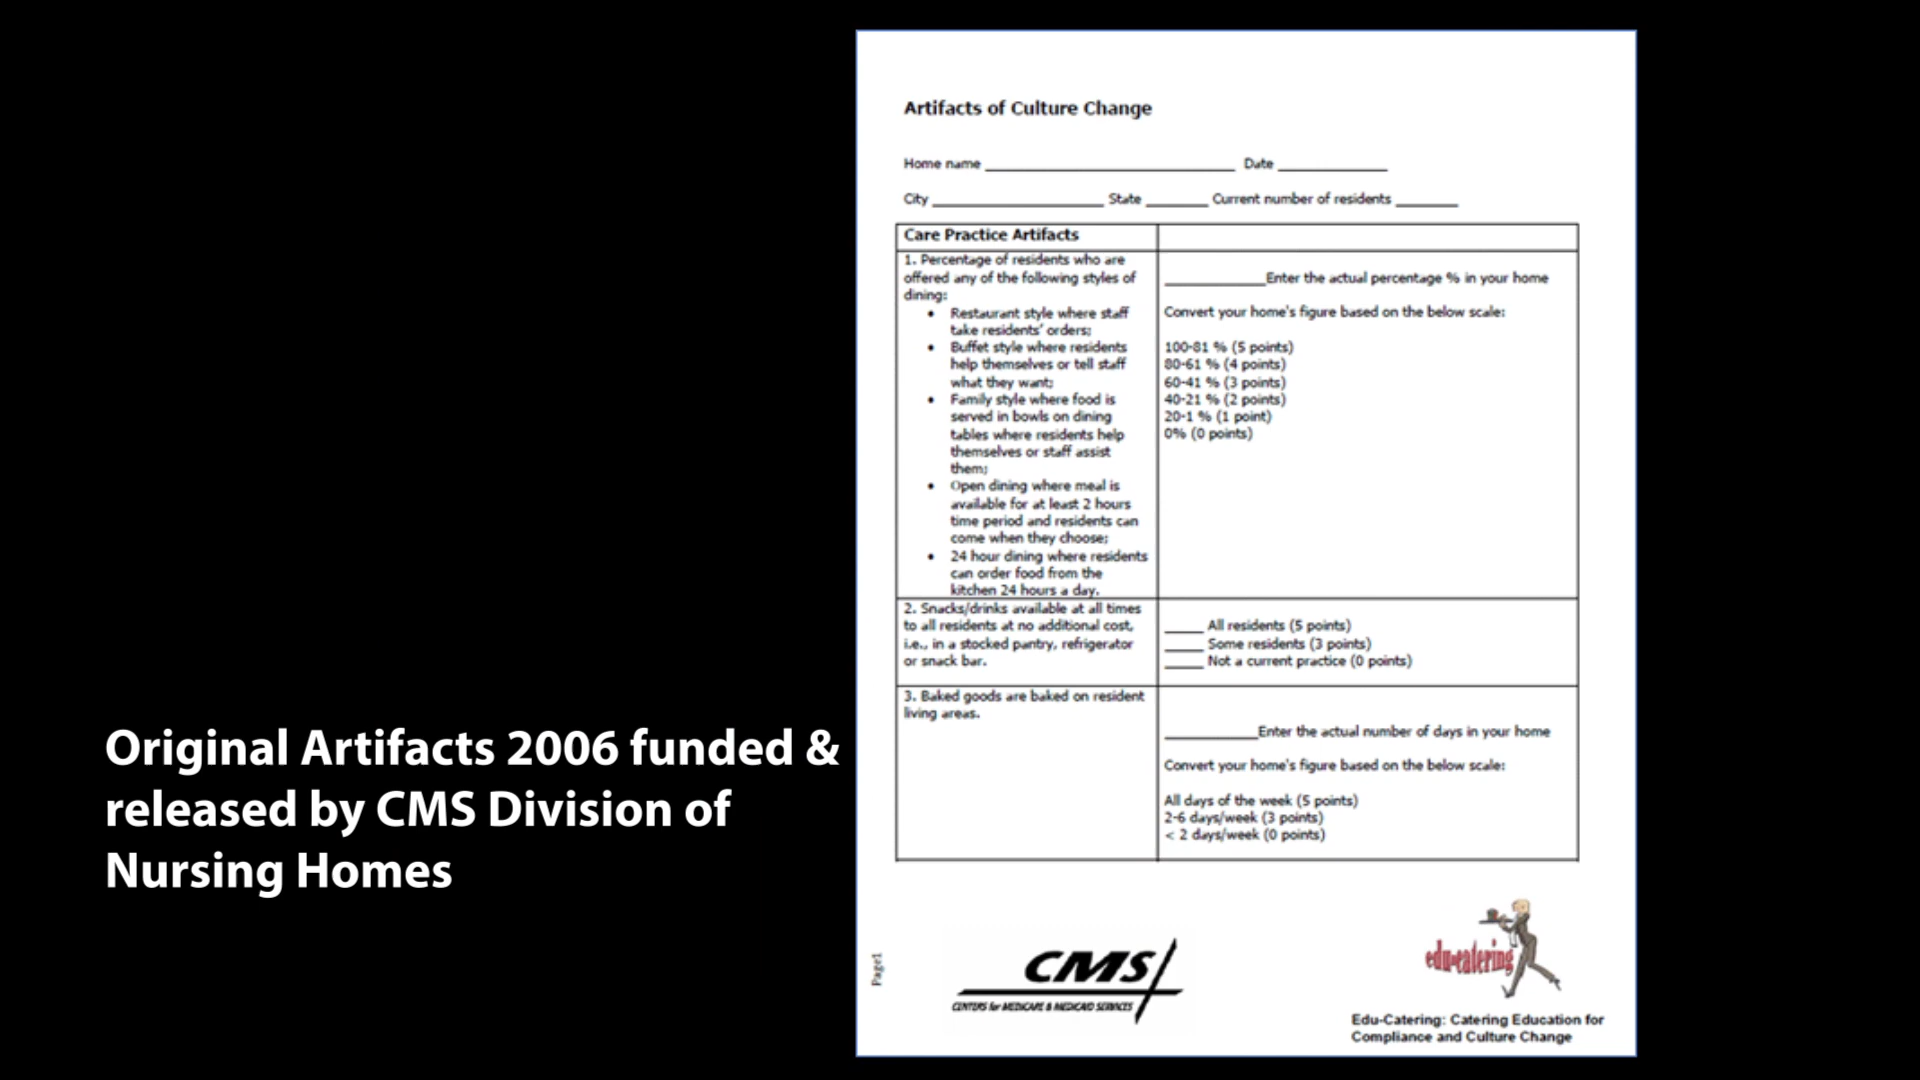 Original Artifacts 2006 funded &
released by CMS Division of
Nursing Homes
Artifacts of Culture Change
Home name ____________________ Date __________
City ____________________ State ________ Current number of residents ________
Care Practice Artifacts
1. Percentage of residents who are
offered any of the following styles of
dining:
• Restaurant style where staff
take residents' orders;
• Buffet style where residents
help themselves or tell staff
what they want;
• Family style where food is
served in bowls on dining
tables where residents help
themselves or staff assist
them;
• Open dining where meal is
available for at least 2 hours
time period and residents can
come when they choose;
• 24 hour dining where residents
can order food from the
kitchen 24 hours a day.
____________Enter the actual percentage % in your home
Convert your home's figure based on the below scale:
100-81 % (5 points)
80-61 % (4 points)
60-41 % (3 points)
40-21 % (2 points)
20-1 % (1 point)
0% (0 points)
2. Snacks/drinks available at all times
to all residents at no additional cost,
i.e., in a stocked pantry, refrigerator
or snack bar.
_____ All residents (5 points)
_____ Some residents (3 points)
_____ Not a current practice (0 points)
3. Baked goods are baked on resident
living areas.
____________Enter the actual number of days in your home
Convert your home's figure based on the below scale:
All days of the week (5 points)
2-6 days/week (3 points)
< 2 days/week (0 points)
Page1
CMS
CENTERS for MEDICARE & MEDICAID SERVICES
edu-catering
Edu-Catering: Catering Education for
Compliance and Culture Change